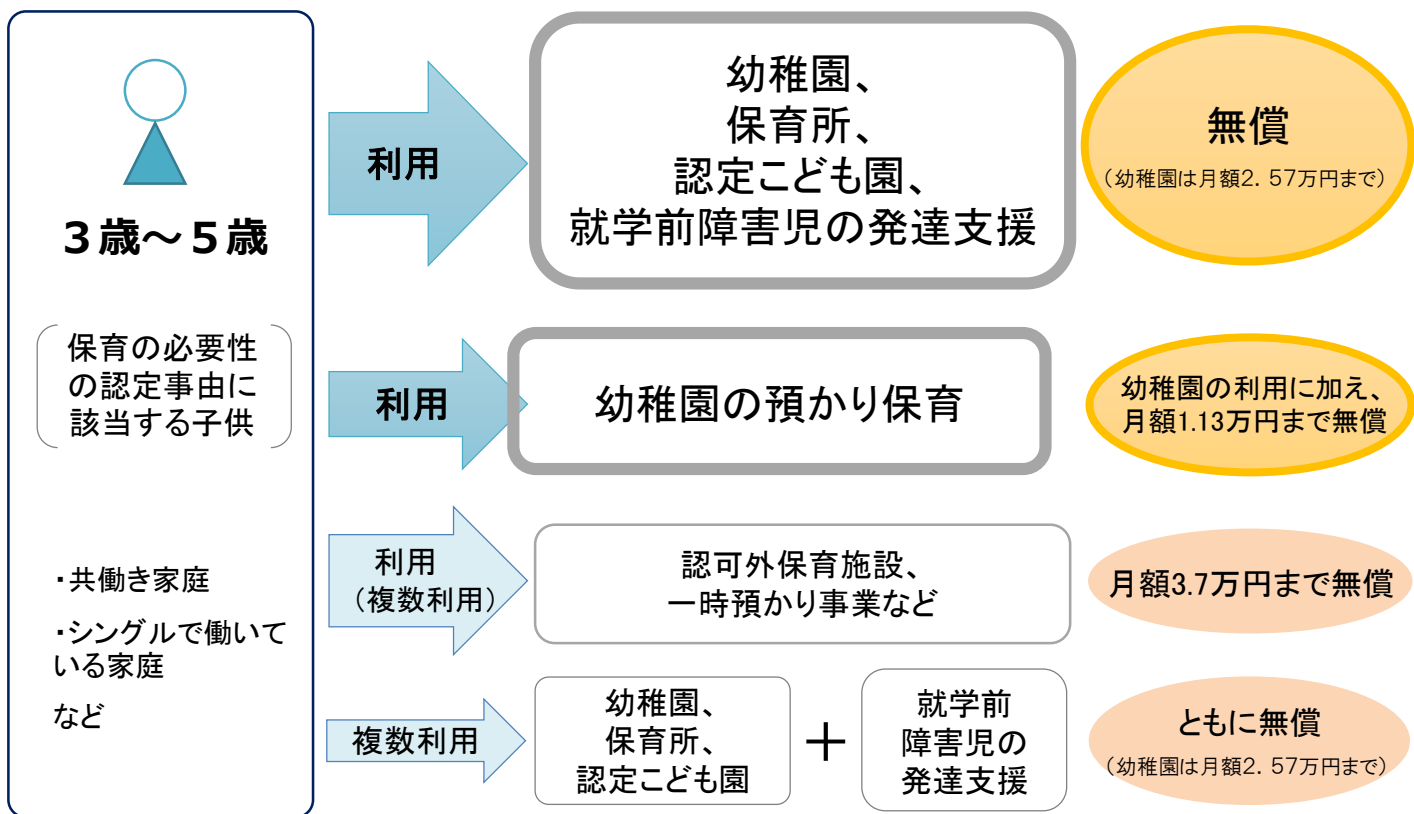 ３歳～５歳
保育の必要性
の認定事由に
該当する子供
・共働き家庭
・シングルで働いて
いる家庭
など
利用
幼稚園、
保育所、
認定こども園、
就学前障害児の発達支援
無償
（幼稚園は月額2．57万円まで）
利用
幼稚園の預かり保育
幼稚園の利用に加え、
月額1.13万円まで無償
利用
（複数利用）
認可外保育施設、
一時預かり事業など
月額3.7万円まで無償
複数利用
幼稚園、
保育所、
認定こども園
＋
就学前
障害児の
発達支援
ともに無償
（幼稚園は月額2．57万円まで）